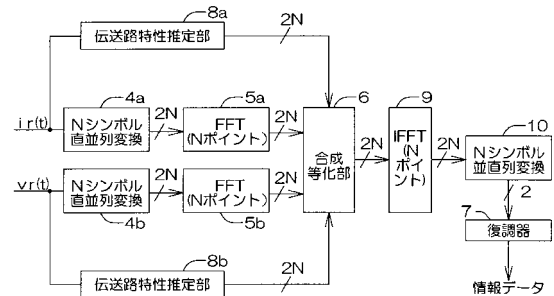 8a
伝送路特性推定部
2N
4a
5a
6
9
ir(t)
Nシンボル
直並列変換
2N
FFT
(Nポイント)
2N
合成
等化部
2N
IFFT
(N
ポイ
ント)
2N
10
Nシンボル
並直列変換
vr(t)
Nシンボル
直並列変換
2N
FFT
(Nポイント)
2N
4b
5b
2
7
復調器
8b
伝送路特性推定部
2N
情報データ